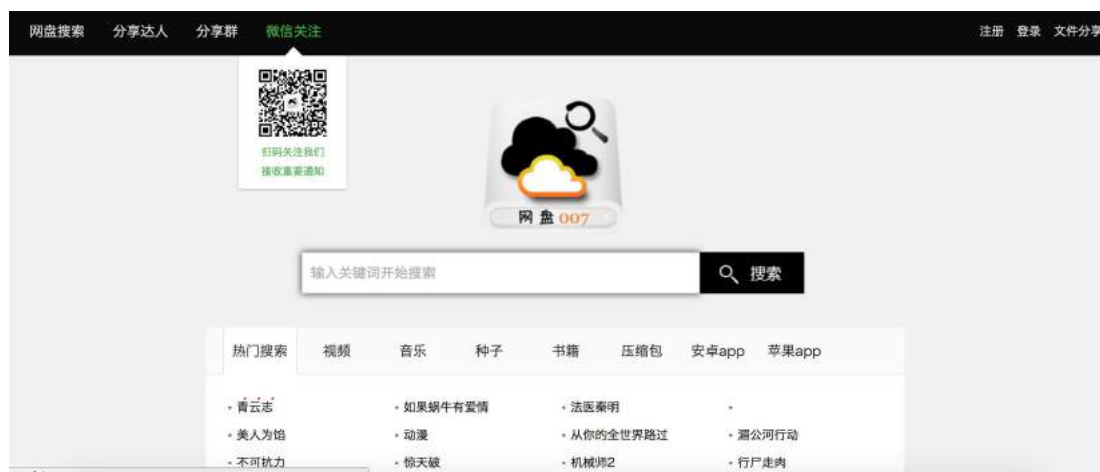 网盘搜索 分享达人 分享群 微信关注 注册 登录 文件分享
扫码关注我们
接收重要通知
网盘007
输入关键词开始搜索 搜索
热门搜索 视频 音乐 种子 书籍 压缩包 安卓app 苹果app
青云志 如果蜗牛有爱情 法医秦明
美人为馅 动漫 从你的全世界路过 湄公河行动
不可抗力 惊天破 机械师2 行尸走肉